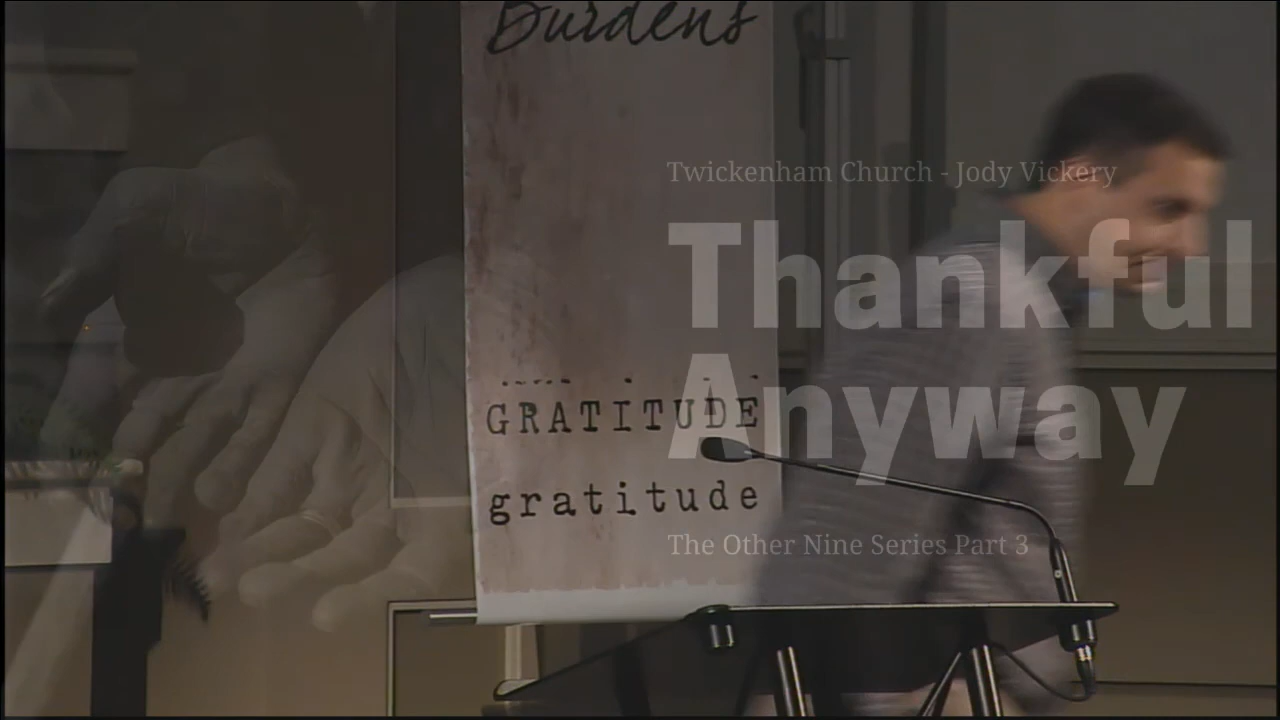 Burdens
GRATITUDE
gratitude
Twickenham Church - Jody Vickery
Thankful
Anyway
The Other Nine Series Part 3